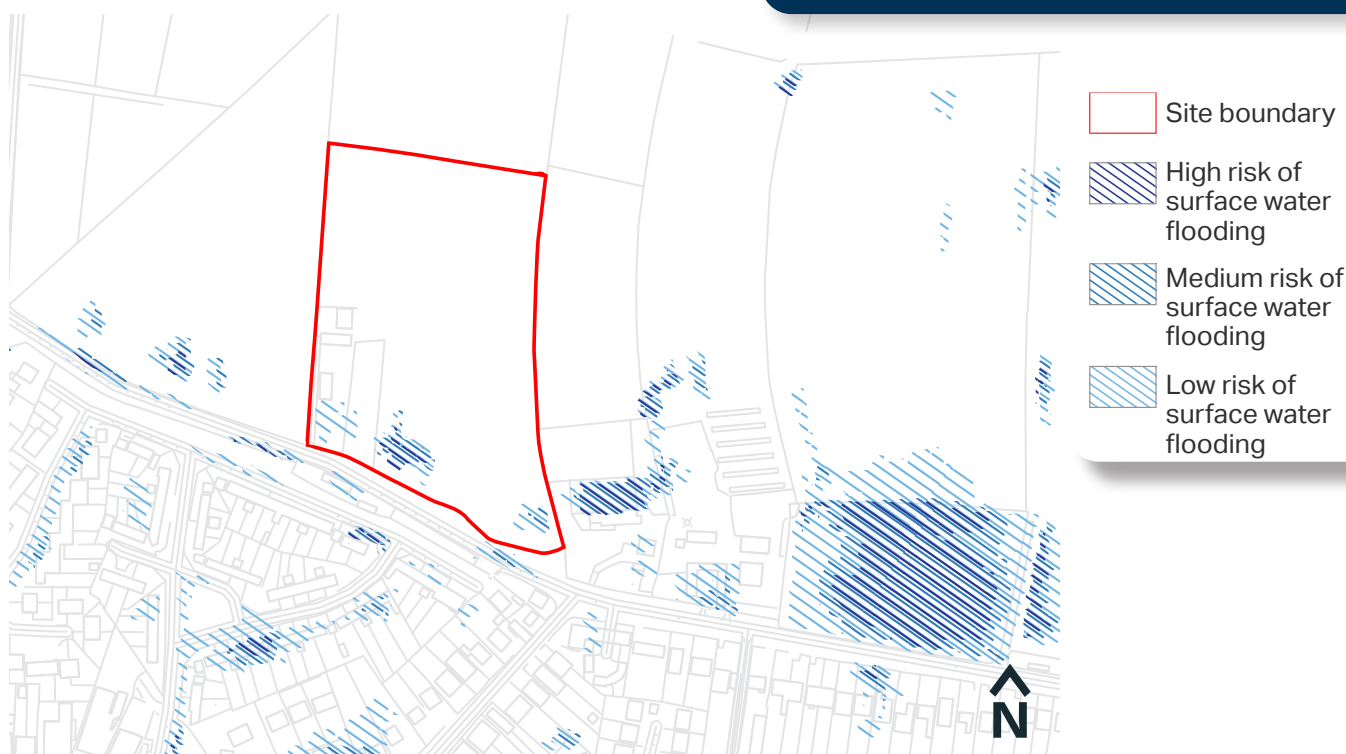 Site boundary
High risk of
surface water
flooding
Medium risk of
surface water
flooding
Low risk of
surface water
flooding
N